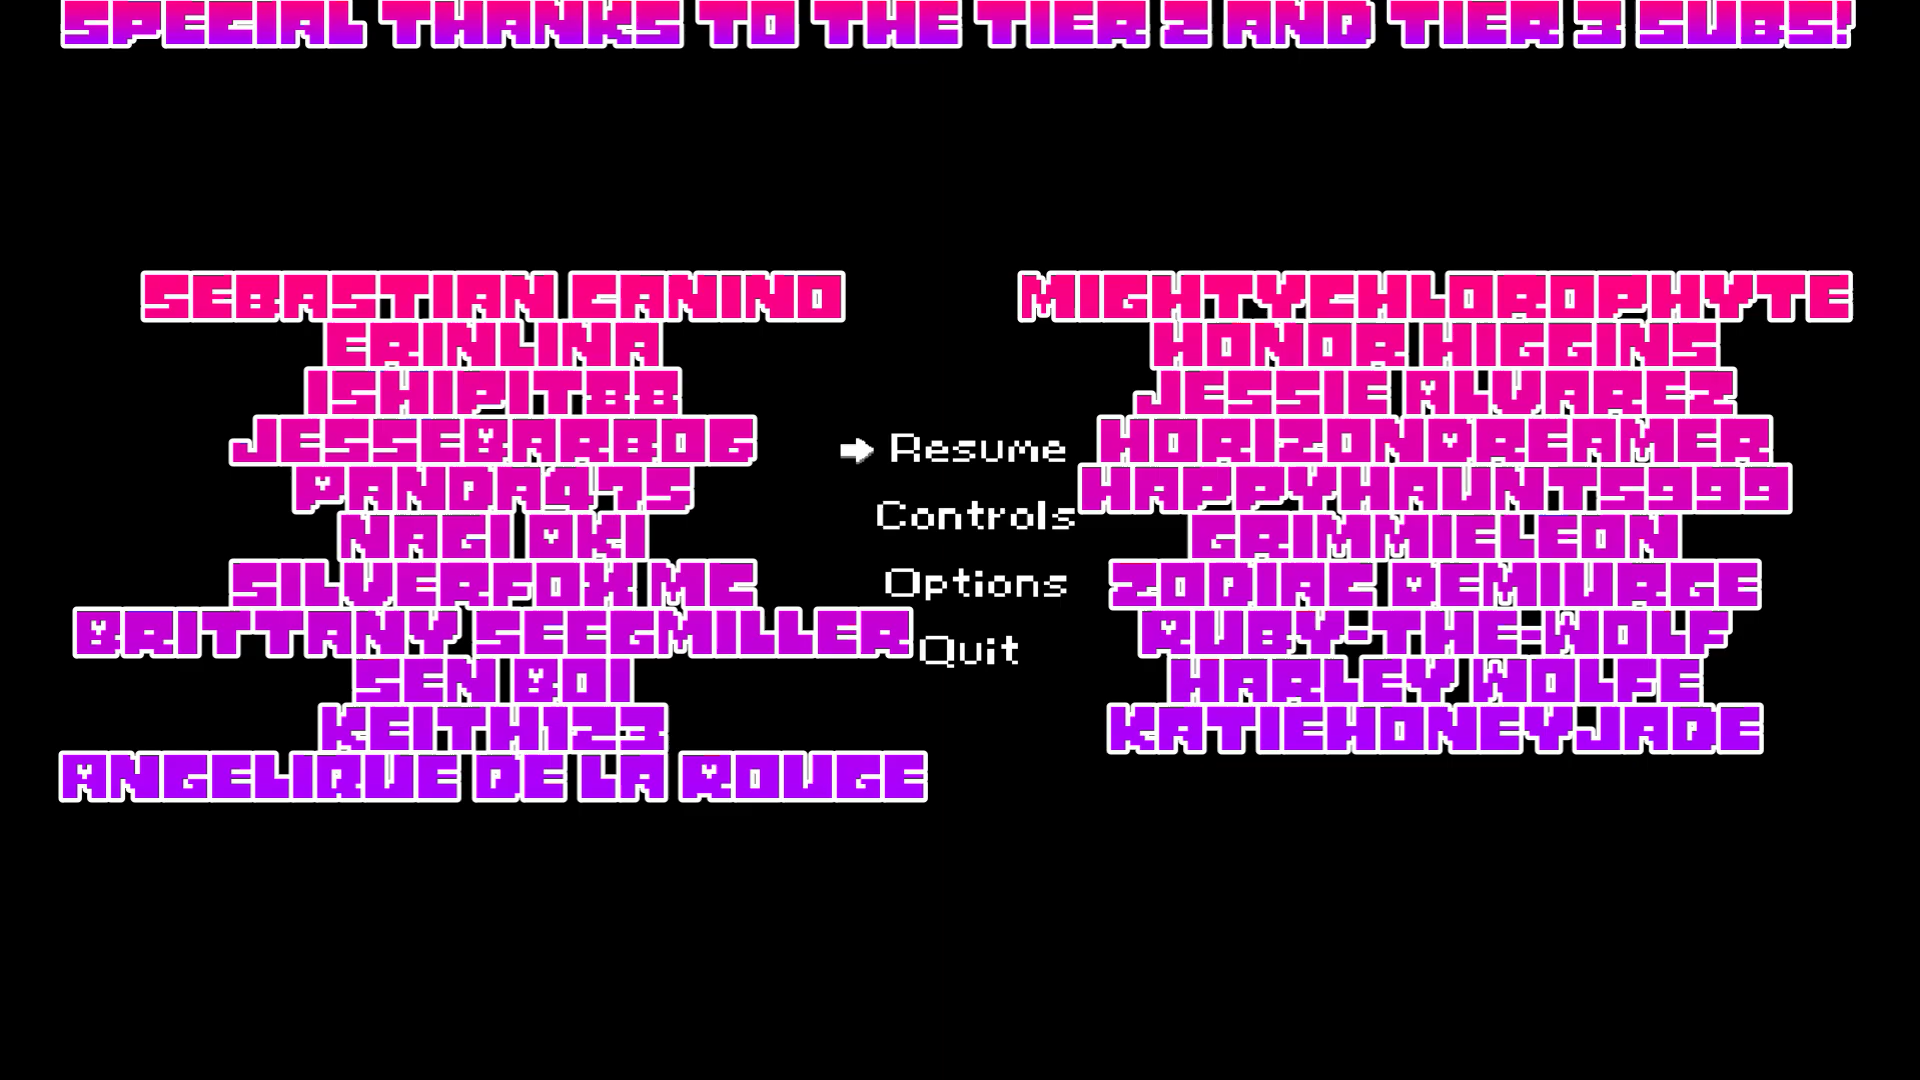 SPECIAL THANKS TO THE TIER 2 AND TIER 3 SUBS!
SEBASTIAN CANINO
ERINLINA
ISHIPIT88
JESSEBARBOG
PANDAQ75
NAGI OKI
SILVERFOX MC
BRITTANY SEEGMILLER
SEN BOI
KEITH123
ANGELIQUE DE LA ROUGE
Resume
Controls
Options
Quit
MIGHTYCHLOROPHYTE
HONOR HIGGINS
JESSIE ALVAREZ
HORIZONDREAMER
HAPPYHAUNTS999
GRIMMIELEON
ZODIAC DEMIURGE
RUBY-THE-WOLF
HARLEY WOLFE
KATIEHONEYJADE